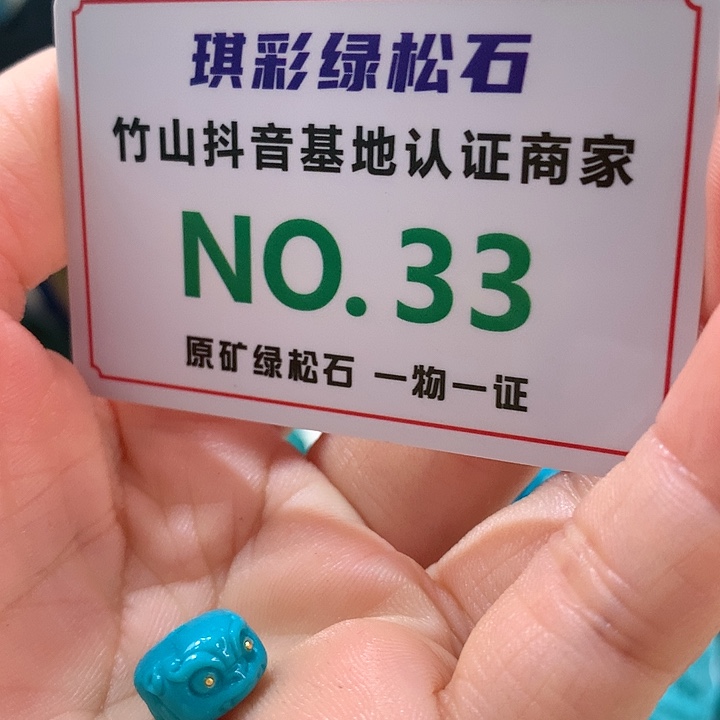 琪彩绿松石
竹山抖音基地认证商家
NO.33
原矿绿松石 一物一证